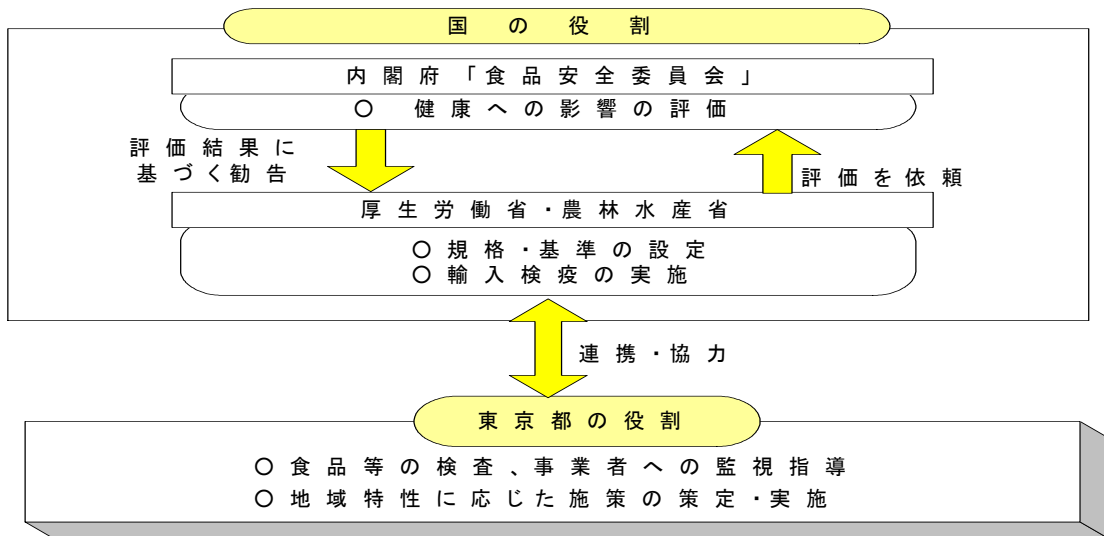 国の役割
内閣府「食品安全委員会」
○ 健康への影響の評価
評価結果に
基づく勧告
評価を依頼
厚生労働省・農林水産省
○規格・基準の設定
○輸入検疫の実施
連携・協力
東京都の役割
○食品等の検査、事業者への監視指導
○地域特性に応じた施策の策定・実施